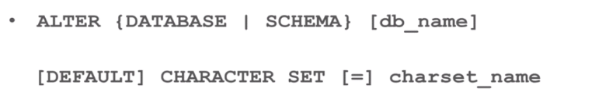 • ALTER {DATABASE | SCHEMA} [db_name]
[DEFAULT] CHARACTER SET [=] charset_name